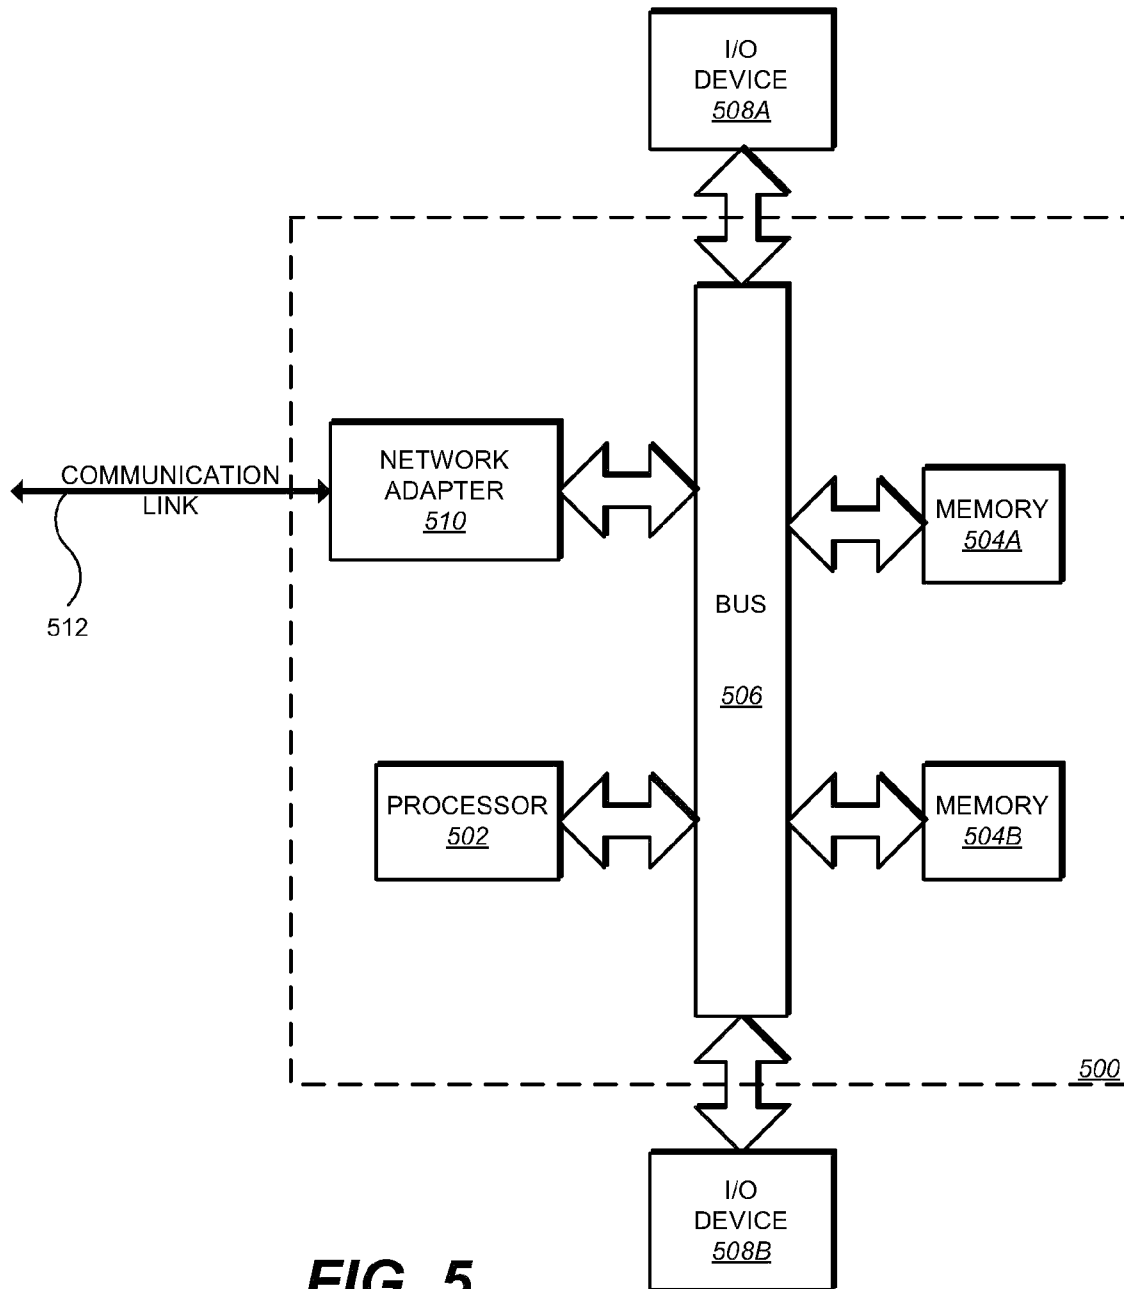 I/O
DEVICE
508A
COMMUNICATION
LINK
512
NETWORK
ADAPTER
510
MEMORY
504A
BUS
506
PROCESSOR
502
MEMORY
504B
500
I/O
DEVICE
508B
FIG. 5